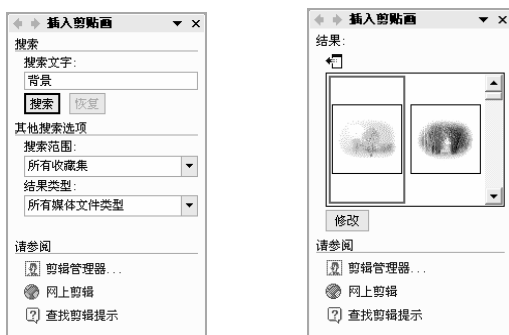 插入剪贴画
搜索
搜索文字:
背景
搜索 恢复
其他搜索选项
搜索范围:
所有收藏集
结果类型:
所有媒体文件类型
请参阅
剪辑管理器...
网上剪辑
查找剪辑提示
插入剪贴画
结果:
修改
请参阅
剪辑管理器...
网上剪辑
查找剪辑提示